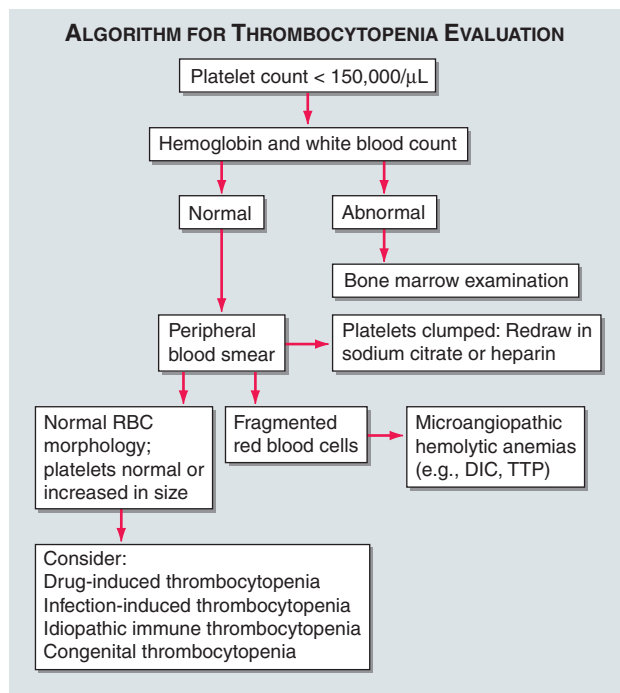 ALGORITHM FOR THROMBOCYTOPENIA EVALUATION
Platelet count < 150,000/μL
Hemoglobin and white blood count
Normal
Abnormal
Bone marrow examination
Peripheral
blood smear
Platelets clumped: Redraw in
sodium citrate or heparin
Normal RBC
morphology;
platelets normal or
increased in size
Fragmented
red blood cells
Microangiopathic
hemolytic anemias
(e.g., DIC, TTP)
Consider:
Drug-induced thrombocytopenia
Infection-induced thrombocytopenia
Idiopathic immune thrombocytopenia
Congenital thrombocytopenia